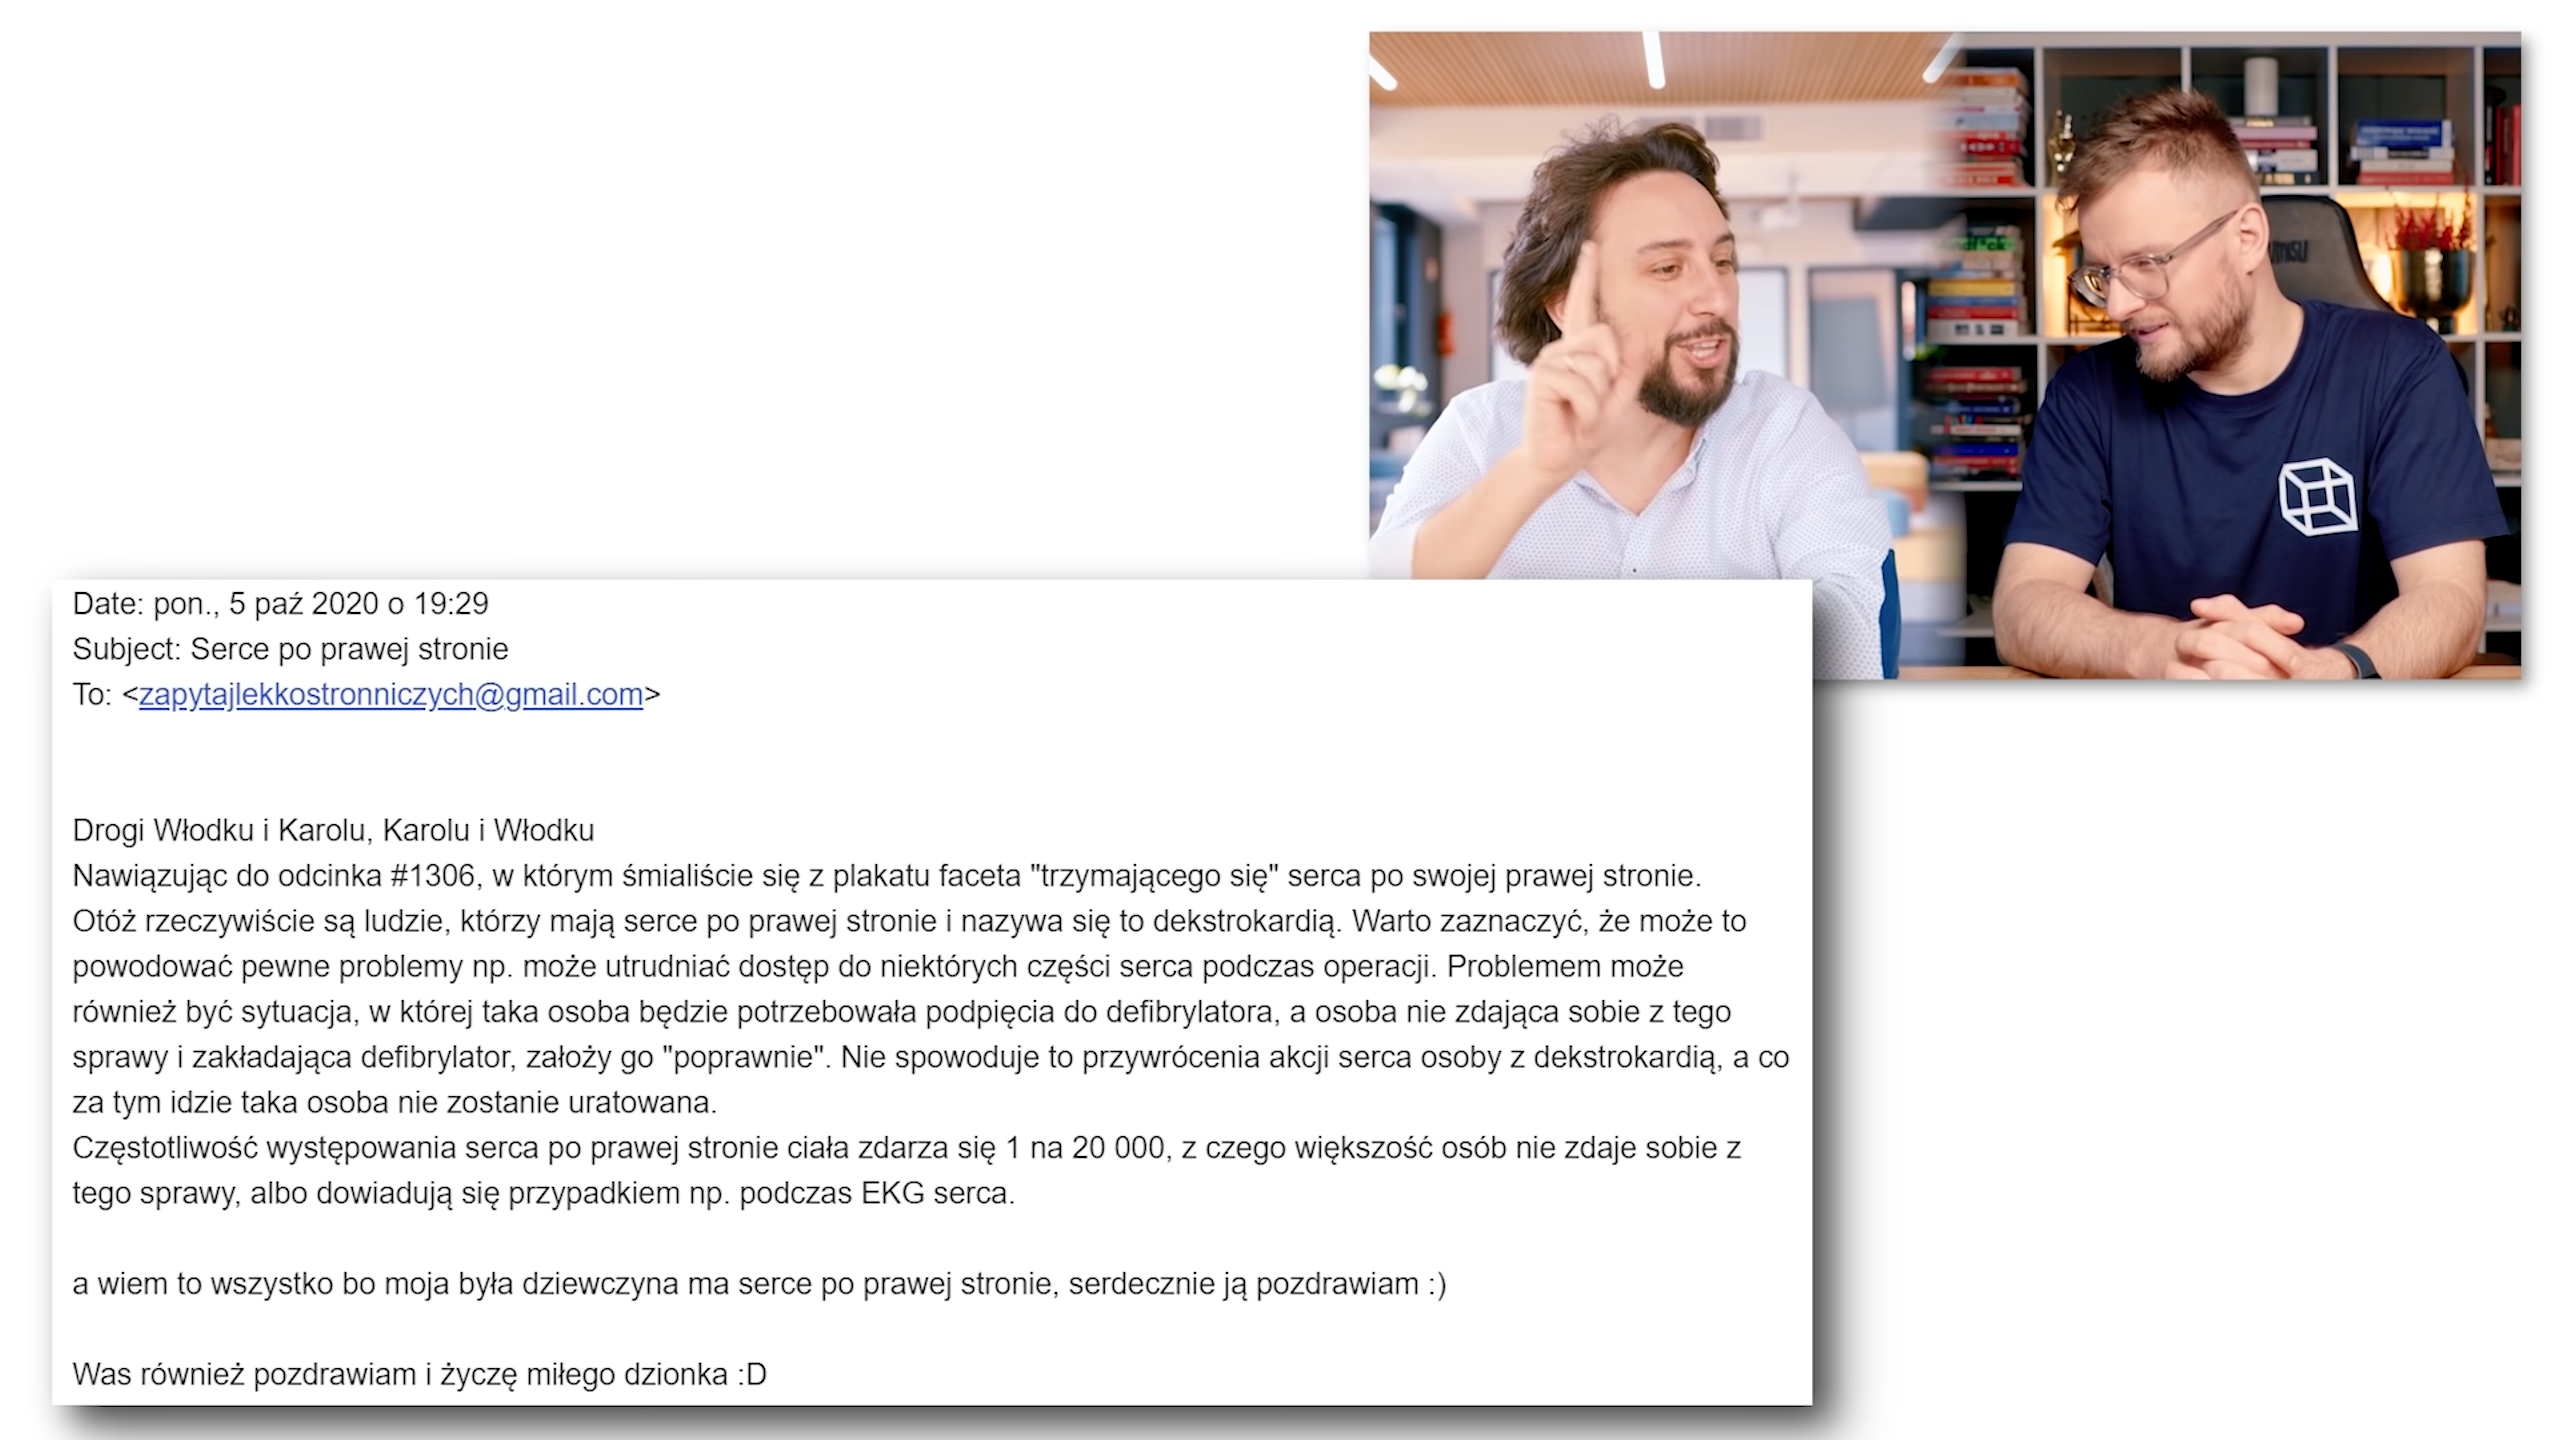 Date: pon., 5 paź 2020 o 19:29
Subject: Serce po prawej stronie
To: <zapytajlekkostronniczych@gmail.com>
Drogi Włodku i Karolu, Karolu i Włodku
Nawiązując do odcinka #1306, w którym śmialiście się z plakatu faceta "trzymającego się" serca po swojej prawej stronie.
Otóż rzeczywiście są ludzie, którzy mają serce po prawej stronie i nazywa się to dekstrokardią. Warto zaznaczyć, że może to
powodować pewne problemy np. może utrudniać dostęp do niektórych części serca podczas operacji. Problemem może
również być sytuacja, w której taka osoba będzie potrzebowała podpięcia do defibrylatora, a osoba nie zdająca sobie z tego
sprawy i zakładająca defibrylator, założy go "poprawnie". Nie spowoduje to przywrócenia akcji serca osoby z dekstrokardią, a co
za tym idzie taka osoba nie zostanie uratowana.
Częstotliwość występowania serca po prawej stronie ciała zdarza się 1 na 20 000, z czego większość osób nie zdaje sobie z
tego sprawy, albo dowiadują się przypadkiem np. podczas EKG serca.
a wiem to wszystko bo moja była dziewczyna ma serce po prawej stronie, serdecznie ją pozdrawiam :)
Was również pozdrawiam i życzę miłego dzionka :D